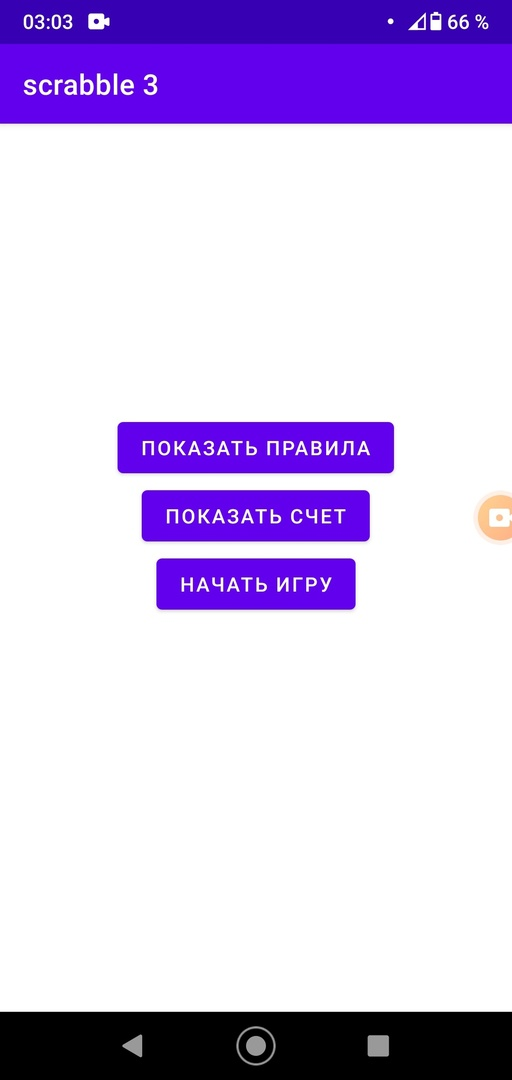 03:03
66 %
scrabble 3
ПОКАЗАТЬ ПРАВИЛА
ПОКАЗАТЬ СЧЕТ
НАЧАТЬ ИГРУ